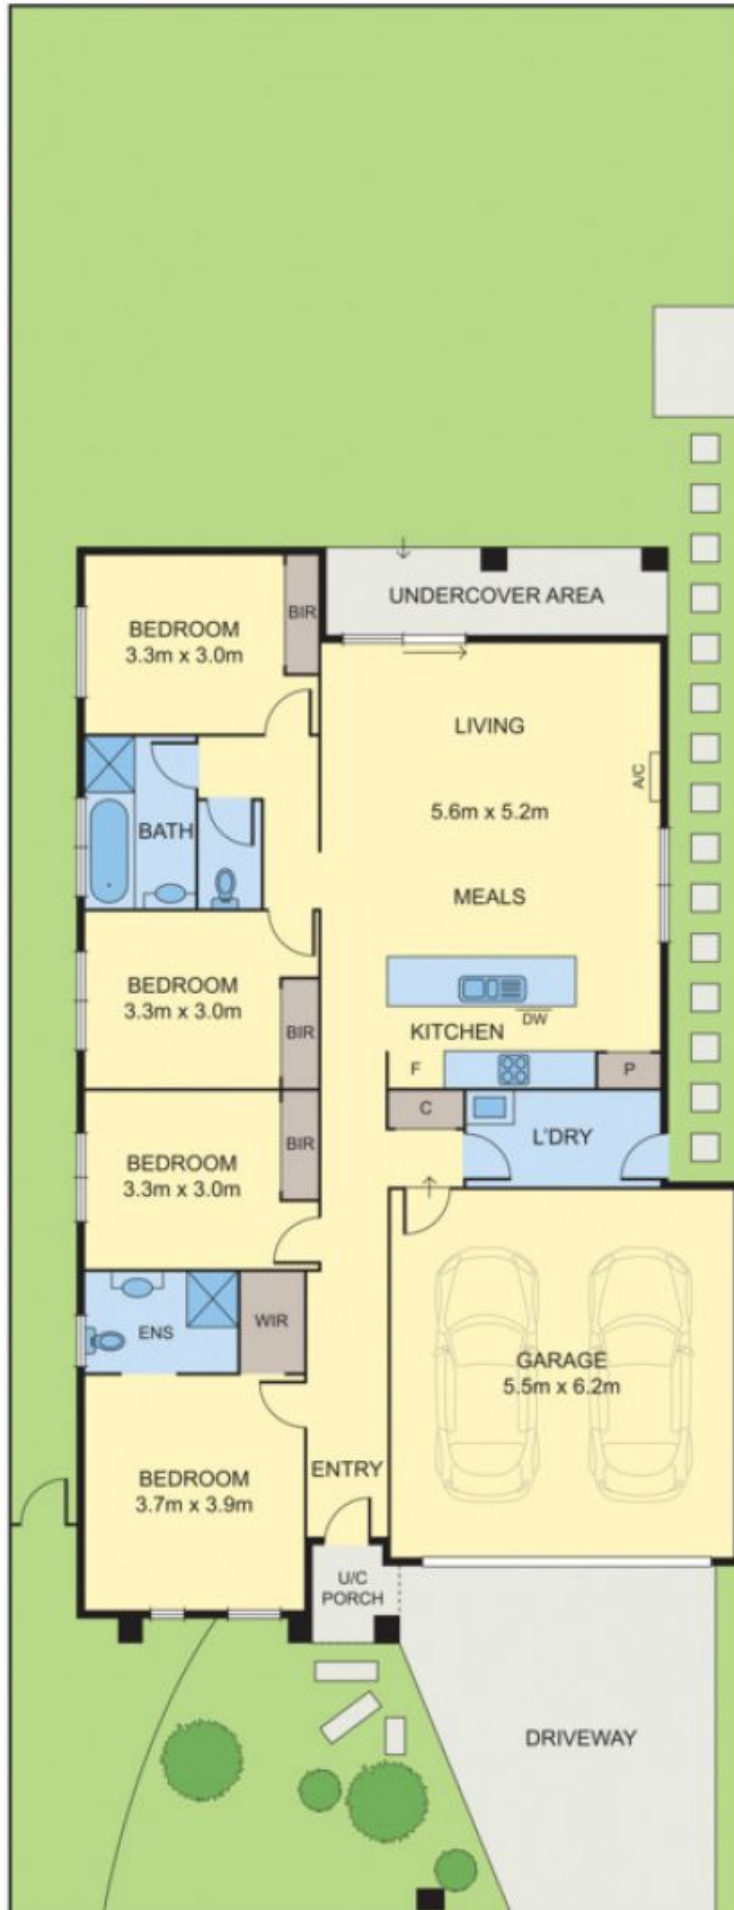 UNDERCOVER AREA
BIR
BEDROOM
3.3m x 3.0m
LIVING
A/C
5.6m x 5.2m
BATH
MEALS
BEDROOM
3.3m x 3.0m
BIR
DW
KITCHEN
F
P
C
L'DRY
BIR
BEDROOM
3.3m x 3.0m
ENS
WIR
GARAGE
5.5m x 6.2m
ENTRY
BEDROOM
3.7m x 3.9m
U/C
PORCH
DRIVEWAY